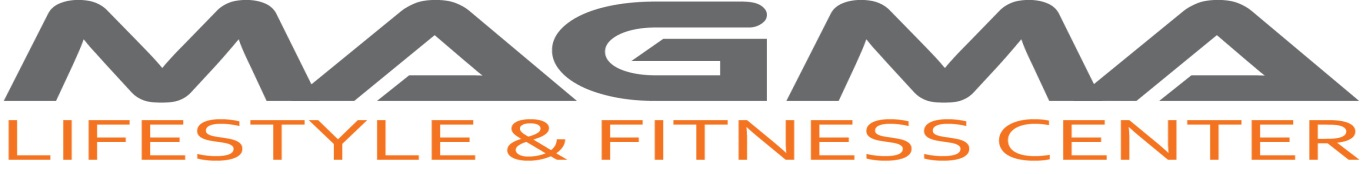 MAGMA
LIFESTYLE & FITNESS CENTER